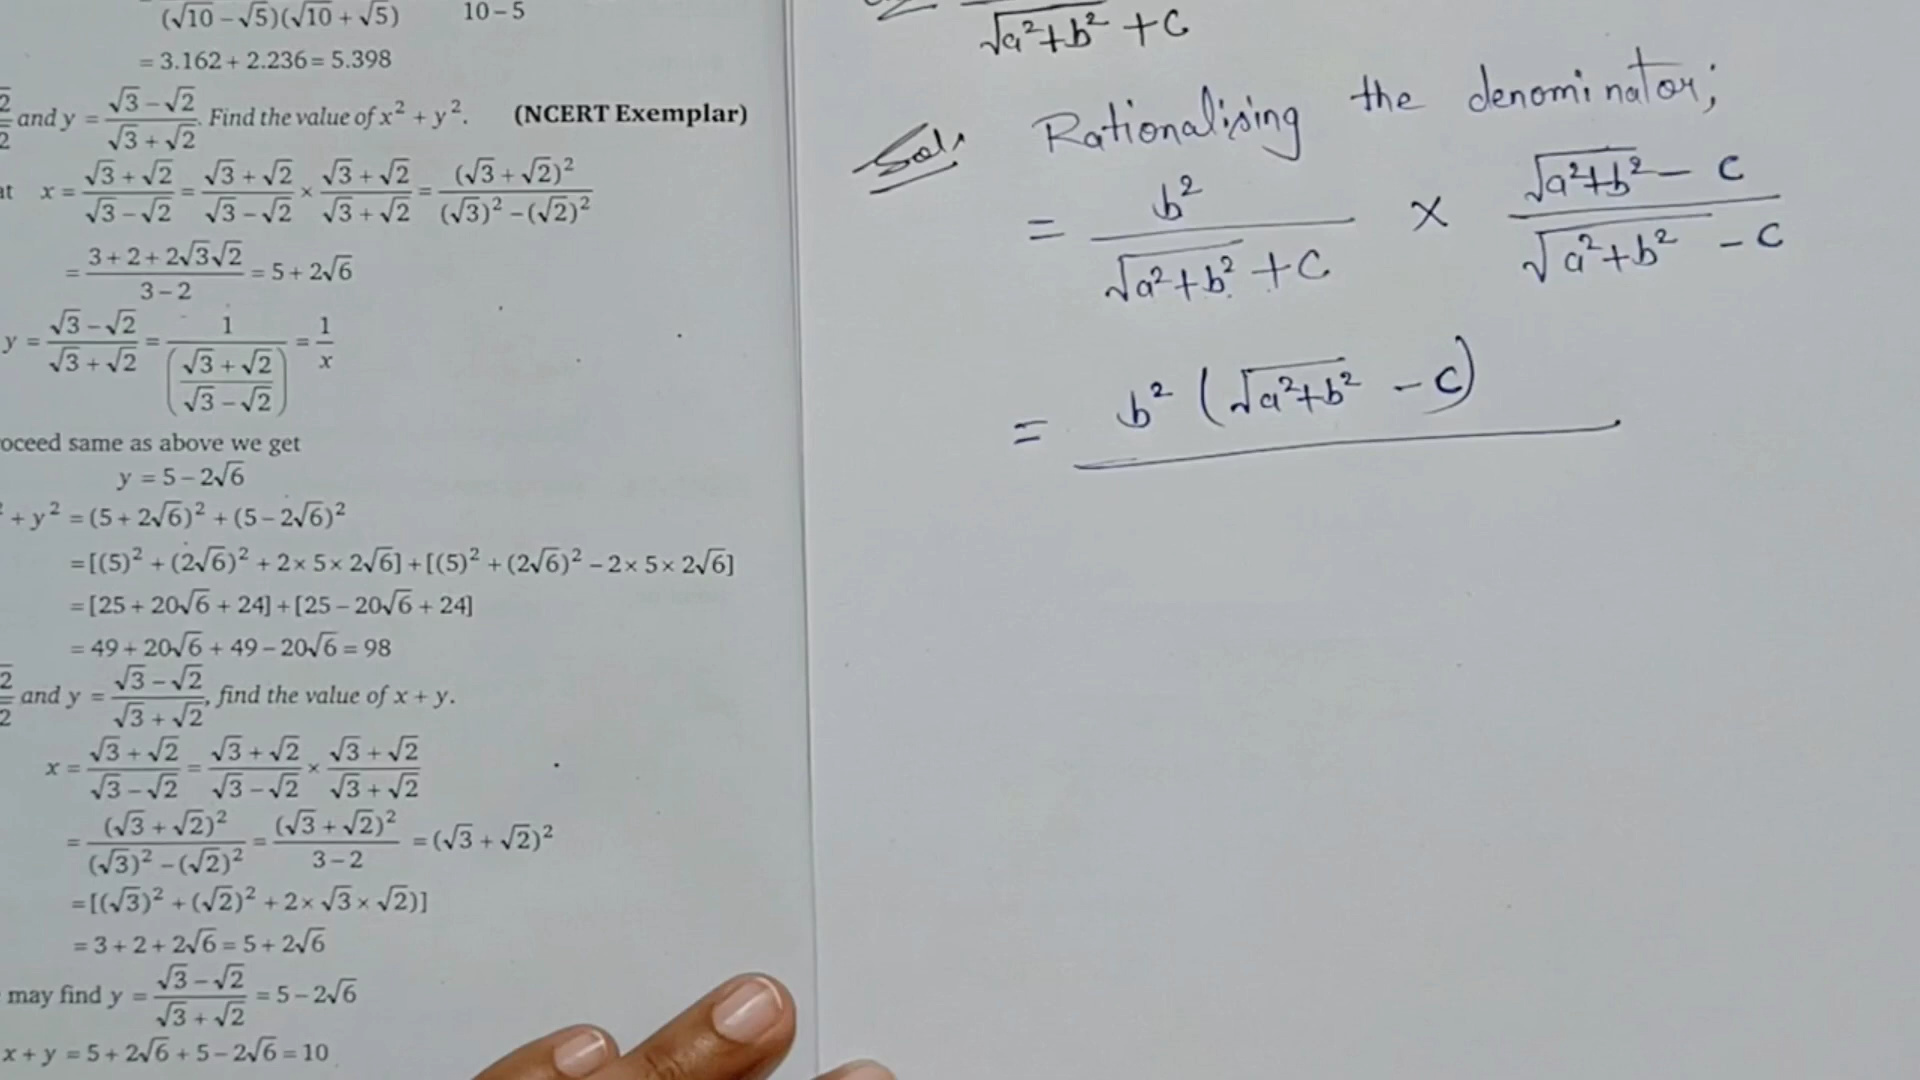 (√10 − √5)(√10 + √5) 10 − 5
= 3.162 + 2.236 = 5.398
and y = (√3 − √2)/(√3 + √2). Find the value of x² + y². (NCERT Exemplar)
x = (√3 + √2)/(√3 − √2) = (√3 + √2)/(√3 − √2) × (√3 + √2)/(√3 + √2) = (√3 + √2)²/((√3)² − (√2)²)
= (3 + 2 + 2√3√2)/(3 − 2) = 5 + 2√6
y = (√3 − √2)/(√3 + √2) = 1/((√3 + √2)/(√3 − √2)) = 1/x
oceed same as above we get
y = 5 − 2√6
+ y² = (5 + 2√6)² + (5 − 2√6)²
= [(5)² + (2√6)² + 2 × 5 × 2√6] + [(5)² + (2√6)² − 2 × 5 × 2√6]
= [25 + 20√6 + 24] + [25 − 20√6 + 24]
= 49 + 20√6 + 49 − 20√6 = 98
and y = (√3 − √2)/(√3 + √2), find the value of x + y.
x = (√3 + √2)/(√3 − √2) = (√3 + √2)/(√3 − √2) × (√3 + √2)/(√3 + √2)
= (√3 + √2)²/((√3)² − (√2)²) = (√3 + √2)²/(3 − 2) = (√3 + √2)²
= [(√3)² + (√2)² + 2 × √3 × √2)]
= 3 + 2 + 2√6 = 5 + 2√6
may find y = (√3 − √2)/(√3 + √2) = 5 − 2√6
x + y = 5 + 2√6 + 5 − 2√6 = 10
√(a²+b²) + c
Sol: Rationalising the denominator;
= b²/(√(a²+b²) + c) × (√(a²+b²) − c)/(√(a²+b²) − c)
= b² (√(a²+b²) − c)